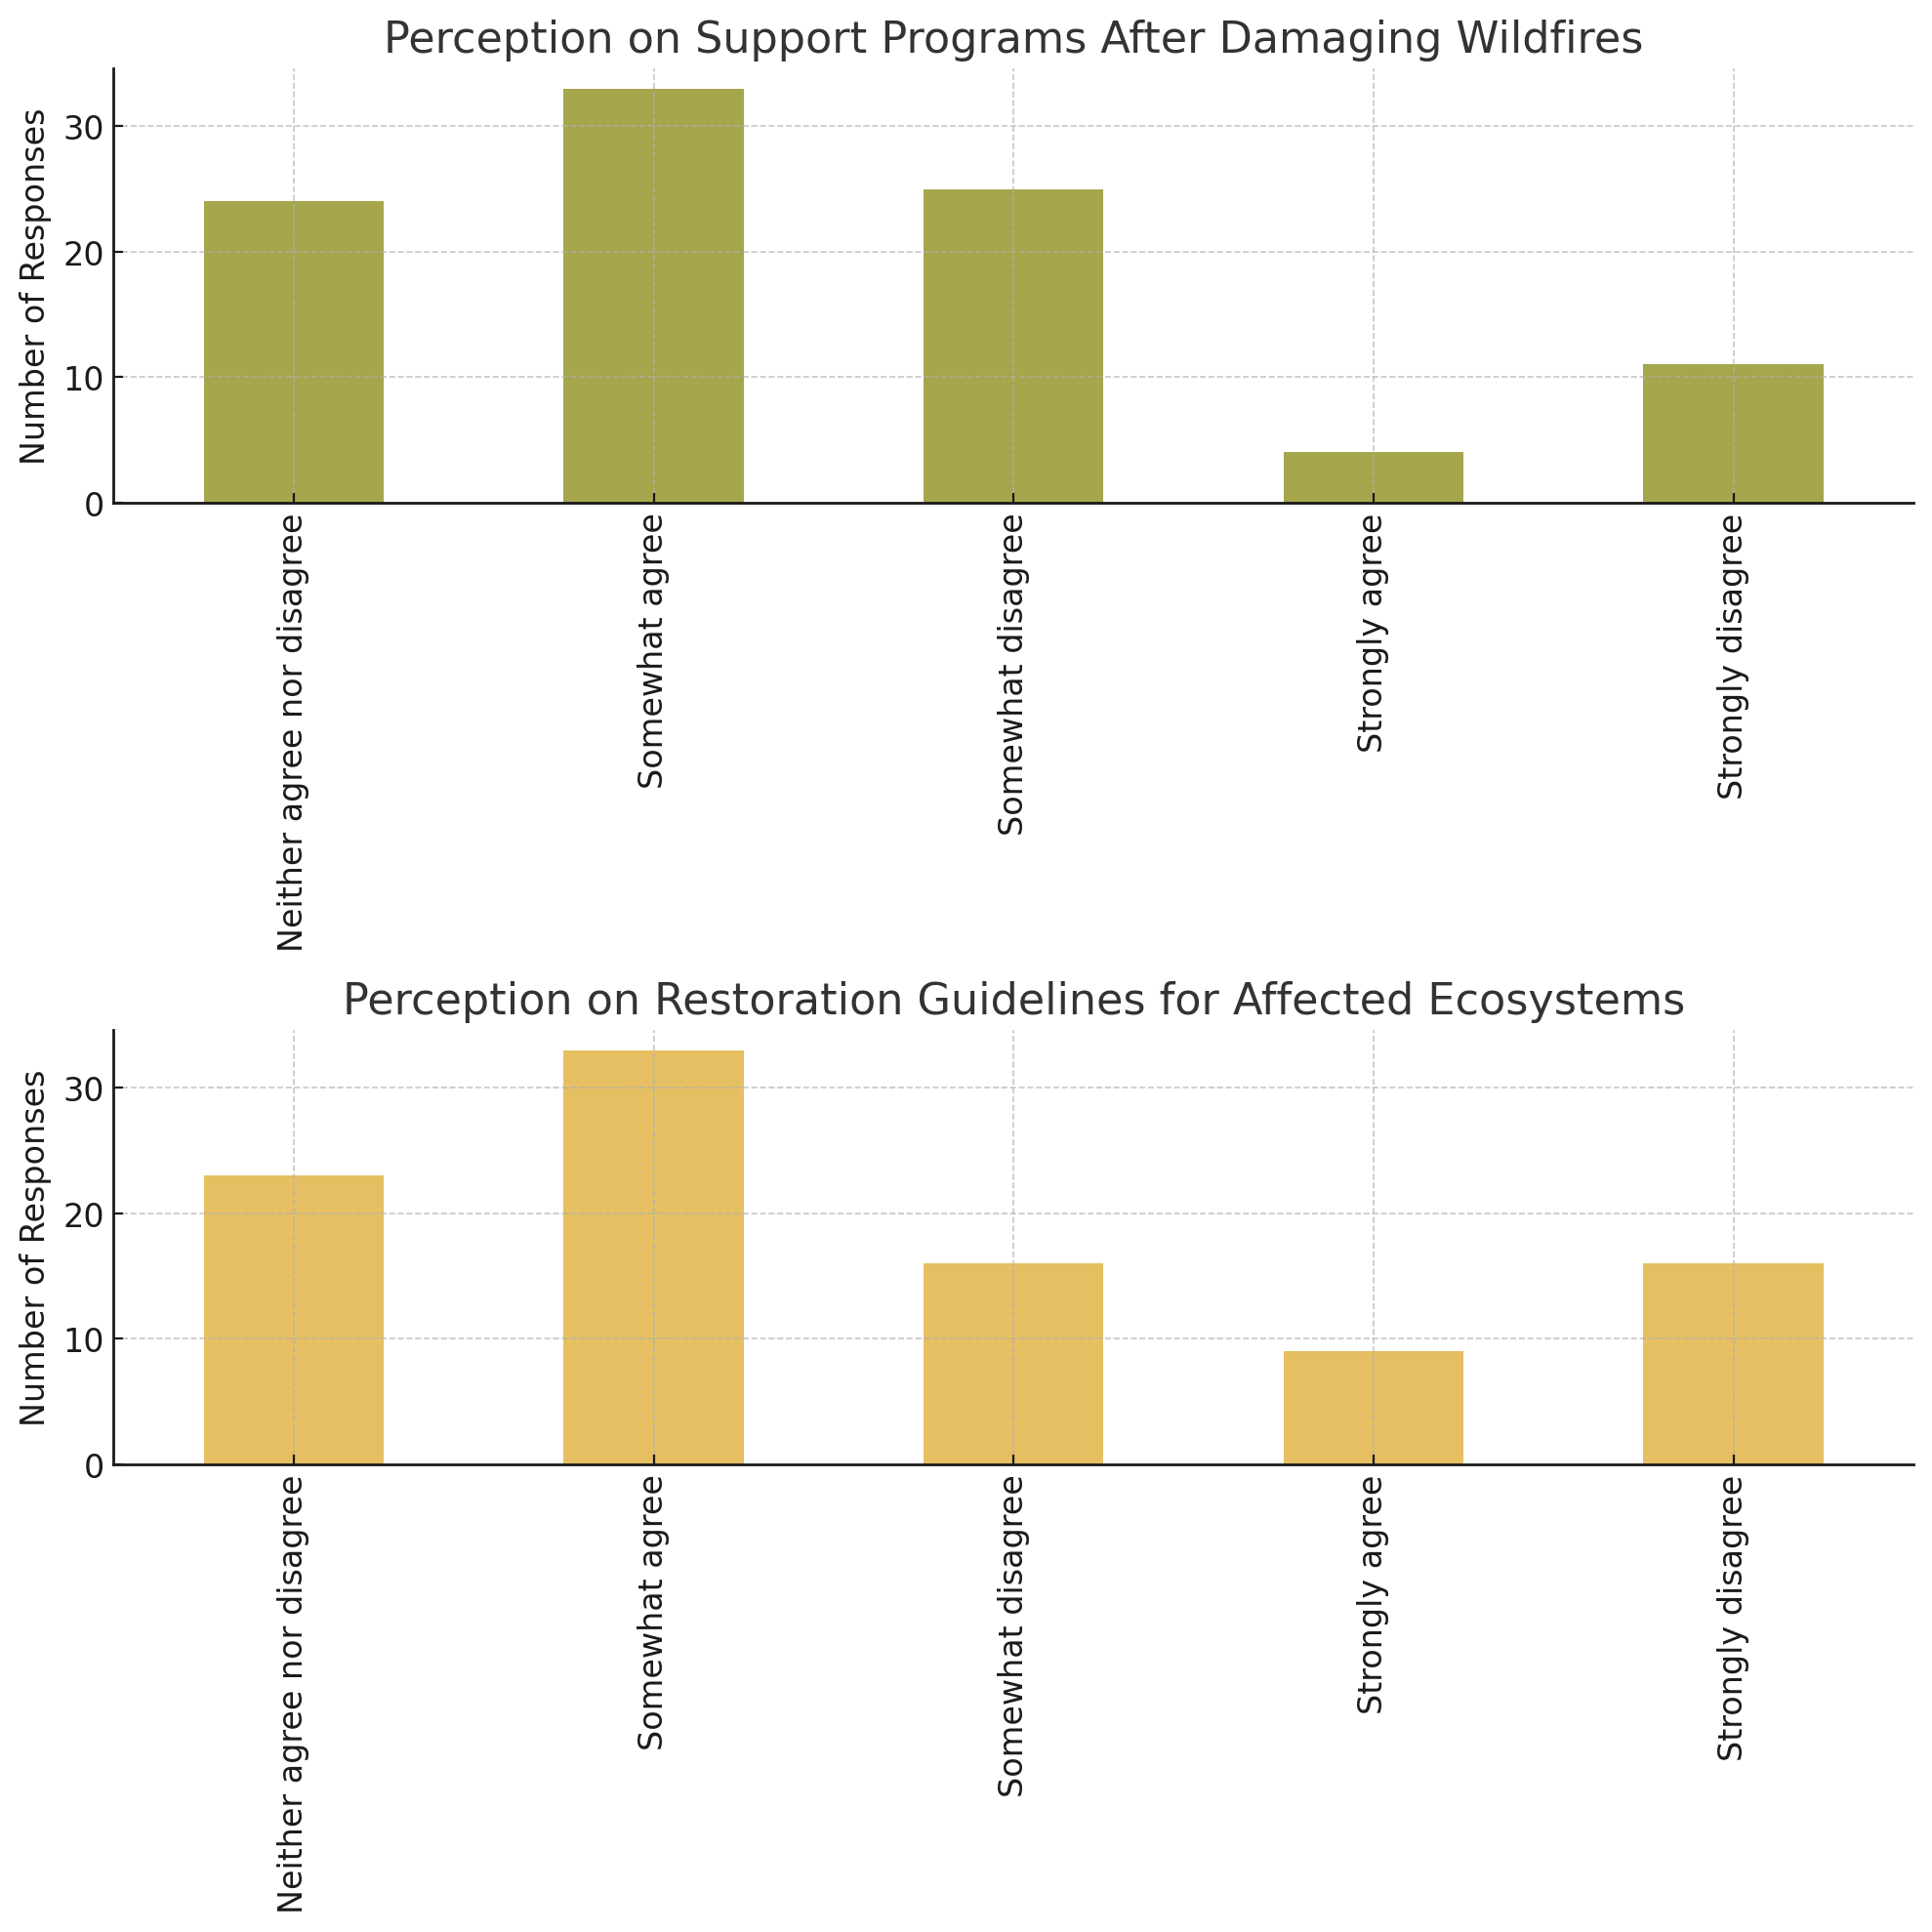 Perception on Support Programs After Damaging Wildfires
Number of Responses
30
20
10
0
Neither agree nor disagree
Somewhat agree
Somewhat disagree
Strongly agree
Strongly disagree
Perception on Restoration Guidelines for Affected Ecosystems
Number of Responses
30
20
10
0
Neither agree nor disagree
Somewhat agree
Somewhat disagree
Strongly agree
Strongly disagree